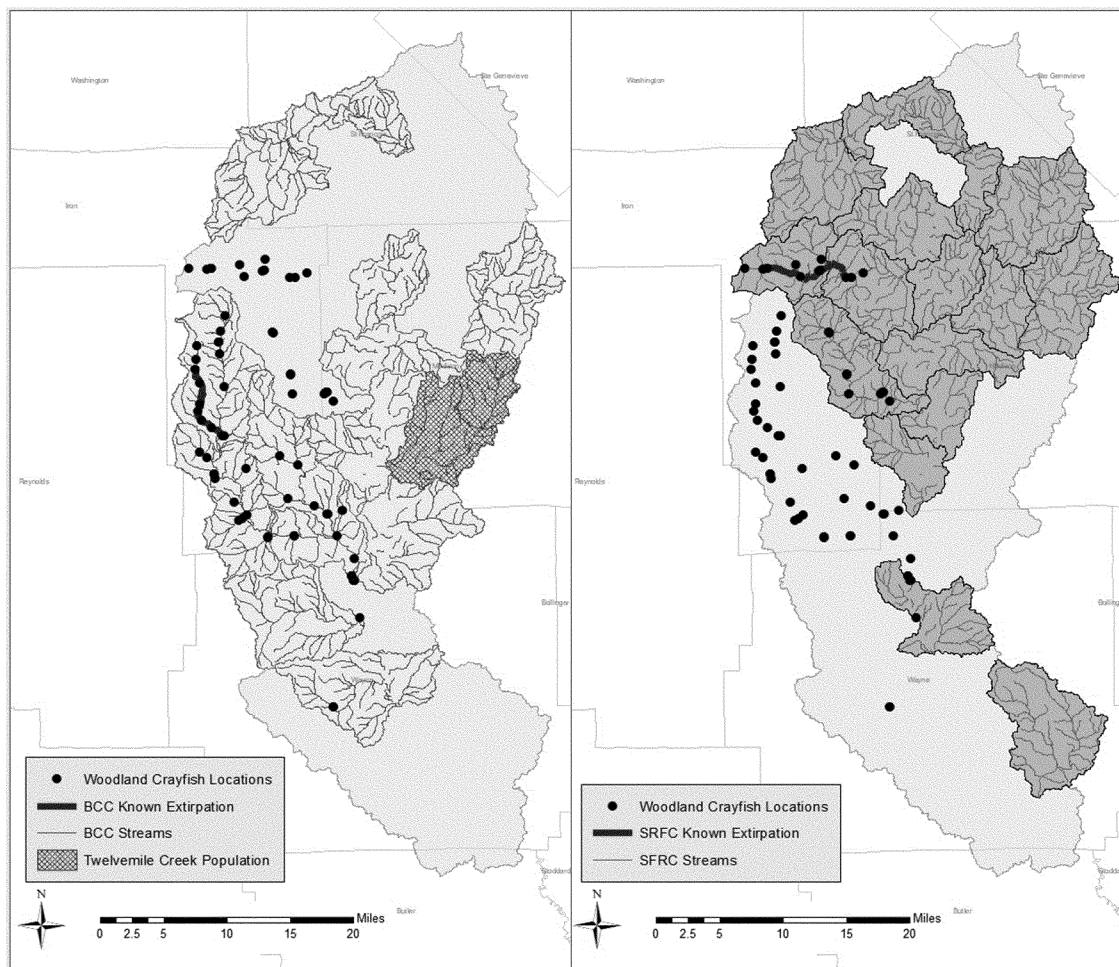 Washington
Ste Genevieve
Iron
Reynolds
Bollinger
Wayne
Stoddard
Butler
Woodland Crayfish Locations
BCC Known Extirpation
BCC Streams
Twelvemile Creek Population
N
Miles
0 2.5 5 10 15 20
Washington
Ste Genevieve
Iron
Reynolds
Wayne
Butler
Woodland Crayfish Locations
SRFC Known Extirpation
SFRC Streams
N
Miles
0 2.5 5 10 15 20